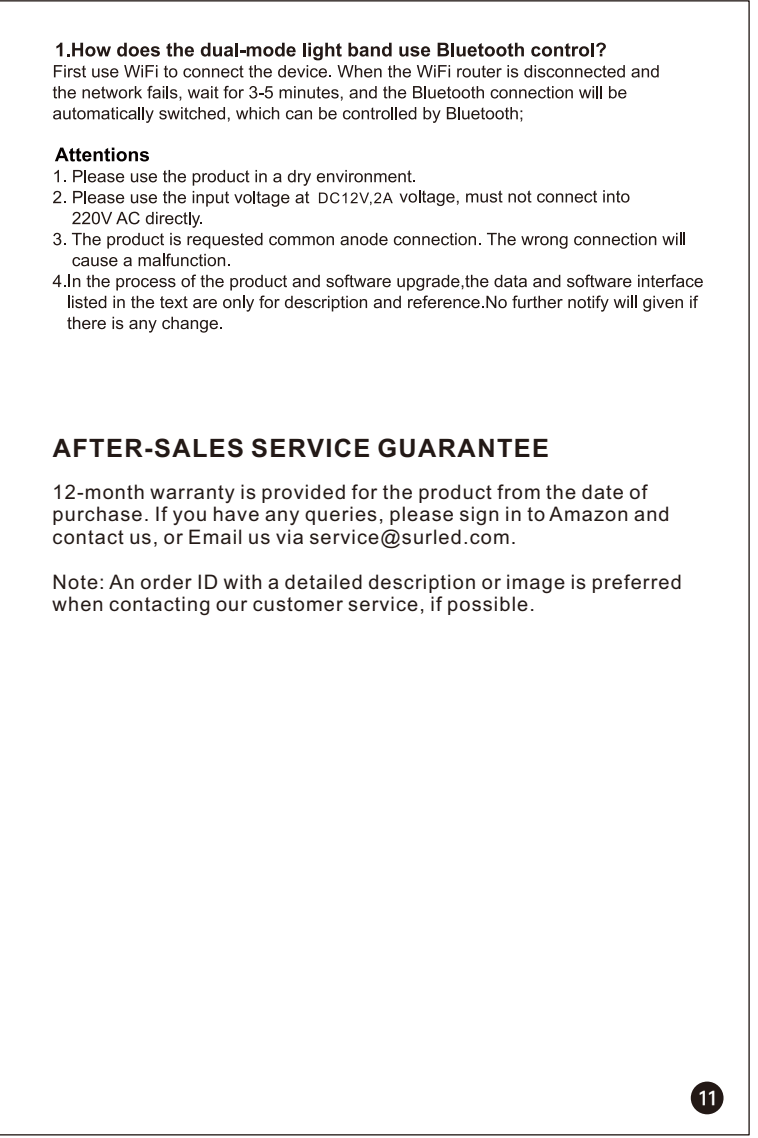 1.How does the dual-mode light band use Bluetooth control?
First use WiFi to connect the device. When the WiFi router is disconnected and
the network fails, wait for 3-5 minutes, and the Bluetooth connection will be
automatically switched, which can be controlled by Bluetooth;
Attentions
1. Please use the product in a dry environment.
2. Please use the input voltage at DC12V,2A voltage, must not connect into
220V AC directly.
3. The product is requested common anode connection. The wrong connection will
cause a malfunction.
4.In the process of the product and software upgrade,the data and software interface
listed in the text are only for description and reference.No further notify will given if
there is any change.
AFTER-SALES SERVICE GUARANTEE
12-month warranty is provided for the product from the date of
purchase. If you have any queries, please sign in to Amazon and
contact us, or Email us via service@surled.com.
Note: An order ID with a detailed description or image is preferred
when contacting our customer service, if possible.
11